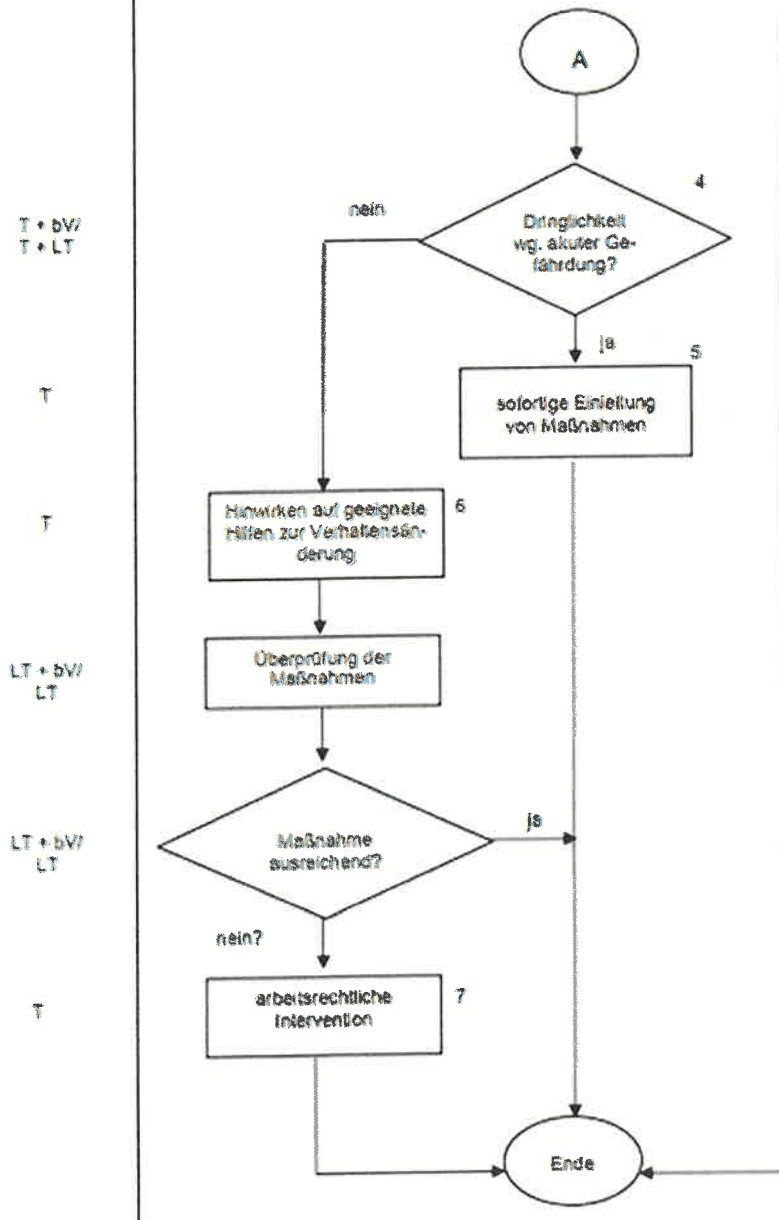 A
4
nein
T + bV/
T + LT
Dringlichkeit
wg. akuter Ge-
fährdung?
ja
5
T
sofortige Einleitung
von Maßnahmen
T
Hinwirken auf geeignete
Hilfen zur Verhaltensän-
derung
6
LT + bV/
LT
Überprüfung der
Maßnahmen
LT + bV/
LT
Maßnahme
ausreichend?
ja
nein?
T
arbeitsrechtliche
Intervention
7
Ende